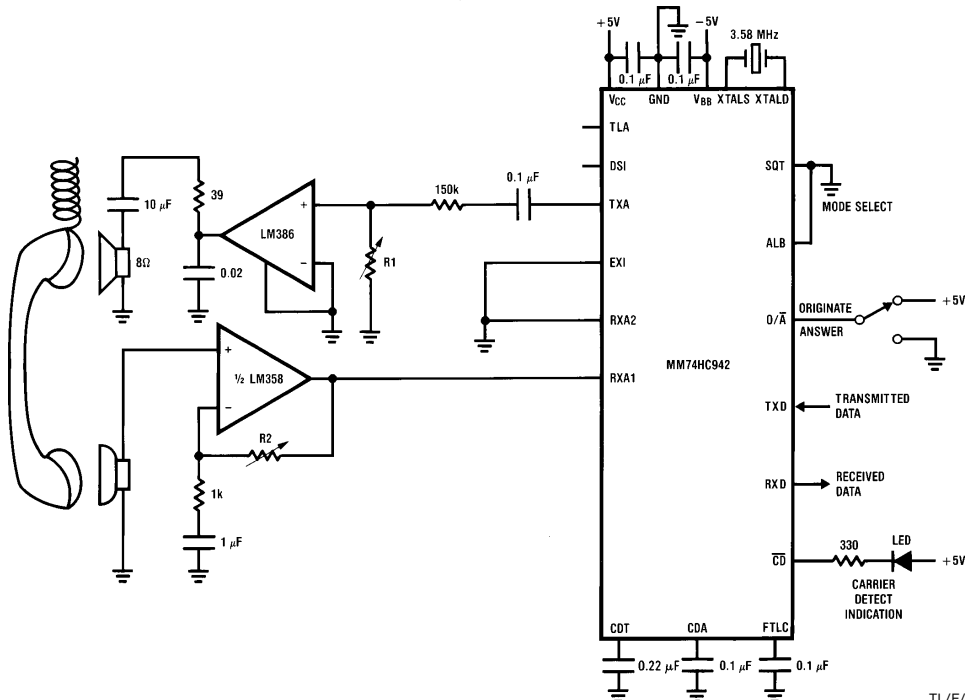 +5V
−5V
3.58 MHz
0.1 µF
0.1 µF
VCC
GND
VBB
XTALS
XTALD
TLA
DSI
TXA
EXI
RXA2
RXA1
SQT
ALB
MODE SELECT
O/A̅
ORIGINATE
ANSWER
+5V
MM74HC942
TXD
TRANSMITTED
DATA
RXD
RECEIVED
DATA
C̅D̅
330
LED
+5V
CARRIER
DETECT
INDICATION
CDT
CDA
FTLC
0.22 µF
0.1 µF
0.1 µF
0.1 µF
150k
R1
LM386
+
−
39
10 µF
8Ω
0.02
+
½ LM358
−
R2
1k
1 µF
TL/F/